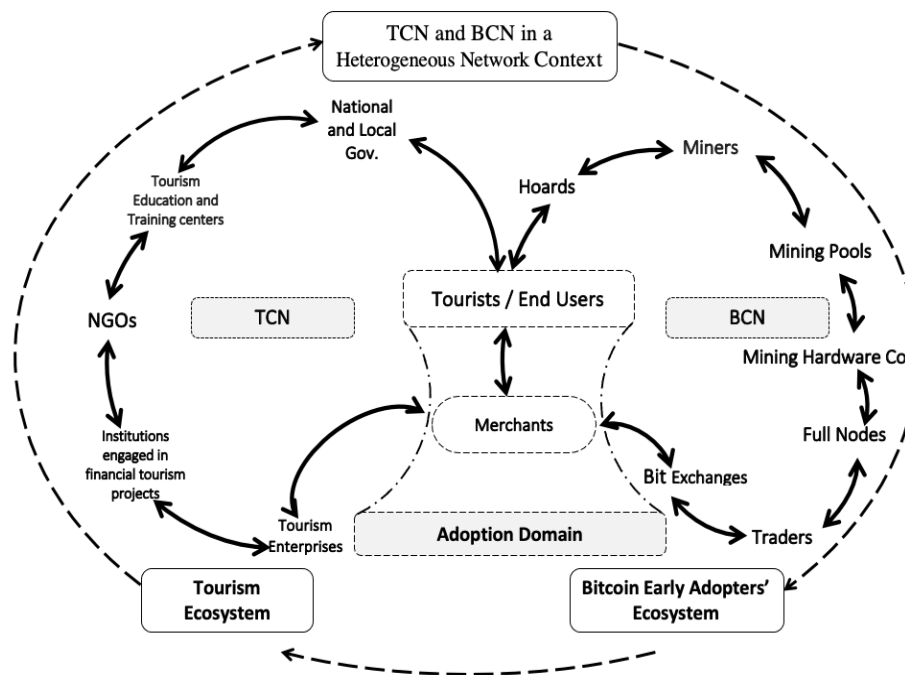 TCN and BCN in a
Heterogeneous Network Context
National
and Local
Gov.
Miners
Hoards
Tourism
Education and
Training centers
Mining Pools
Tourists / End Users
NGOs
TCN
BCN
Mining Hardware Co
Merchants
Full Nodes
Institutions
engaged in
financial tourism
projects
Bit Exchanges
Tourism
Enterprises
Adoption Domain
Traders
Tourism
Ecosystem
Bitcoin Early Adopters'
Ecosystem